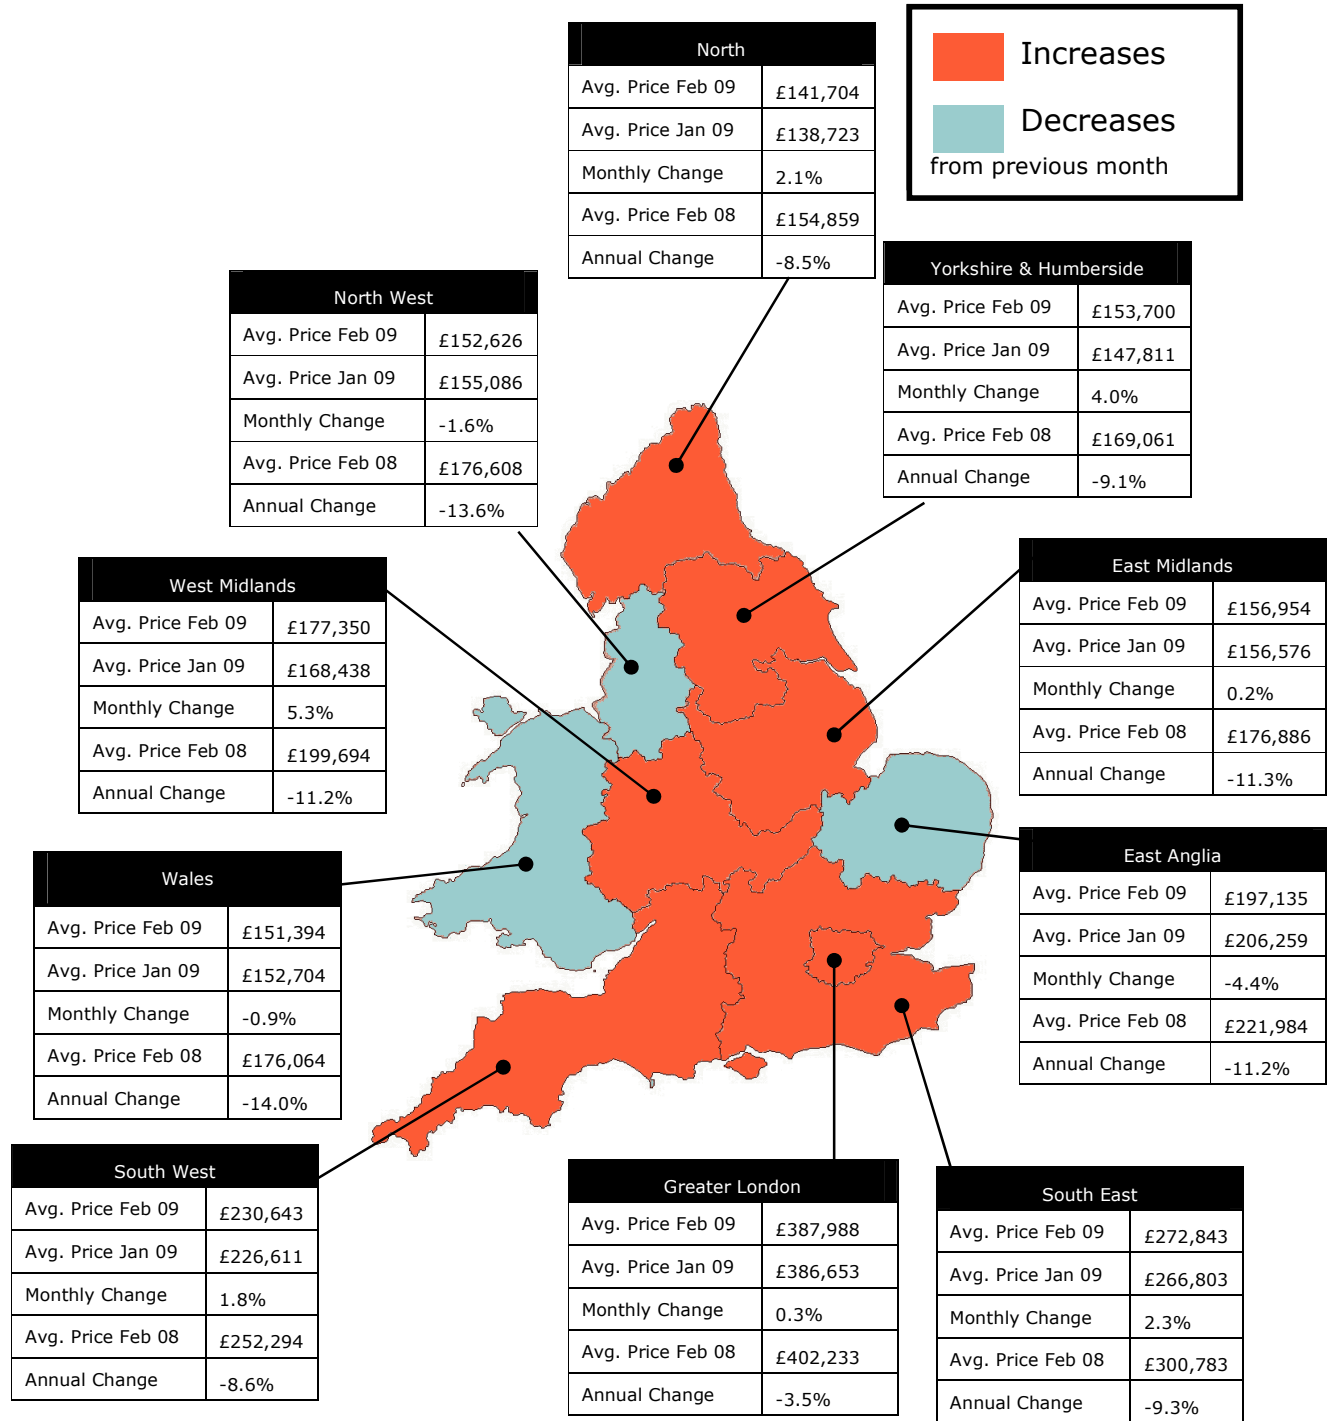 North
Avg. Price Feb 09 £141,704
Avg. Price Jan 09 £138,723
Monthly Change 2.1%
Avg. Price Feb 08 £154,859
Annual Change -8.5%
Increases
Decreases
from previous month
Yorkshire & Humberside
Avg. Price Feb 09 £153,700
Avg. Price Jan 09 £147,811
Monthly Change 4.0%
Avg. Price Feb 08 £169,061
Annual Change -9.1%
North West
Avg. Price Feb 09 £152,626
Avg. Price Jan 09 £155,086
Monthly Change -1.6%
Avg. Price Feb 08 £176,608
Annual Change -13.6%
West Midlands
Avg. Price Feb 09 £177,350
Avg. Price Jan 09 £168,438
Monthly Change 5.3%
Avg. Price Feb 08 £199,694
Annual Change -11.2%
East Midlands
Avg. Price Feb 09 £156,954
Avg. Price Jan 09 £156,576
Monthly Change 0.2%
Avg. Price Feb 08 £176,886
Annual Change -11.3%
East Anglia
Avg. Price Feb 09 £197,135
Avg. Price Jan 09 £206,259
Monthly Change -4.4%
Avg. Price Feb 08 £221,984
Annual Change -11.2%
Wales
Avg. Price Feb 09 £151,394
Avg. Price Jan 09 £152,704
Monthly Change -0.9%
Avg. Price Feb 08 £176,064
Annual Change -14.0%
South West
Avg. Price Feb 09 £230,643
Avg. Price Jan 09 £226,611
Monthly Change 1.8%
Avg. Price Feb 08 £252,294
Annual Change -8.6%
Greater London
Avg. Price Feb 09 £387,988
Avg. Price Jan 09 £386,653
Monthly Change 0.3%
Avg. Price Feb 08 £402,233
Annual Change -3.5%
South East
Avg. Price Feb 09 £272,843
Avg. Price Jan 09 £266,803
Monthly Change 2.3%
Avg. Price Feb 08 £300,783
Annual Change -9.3%